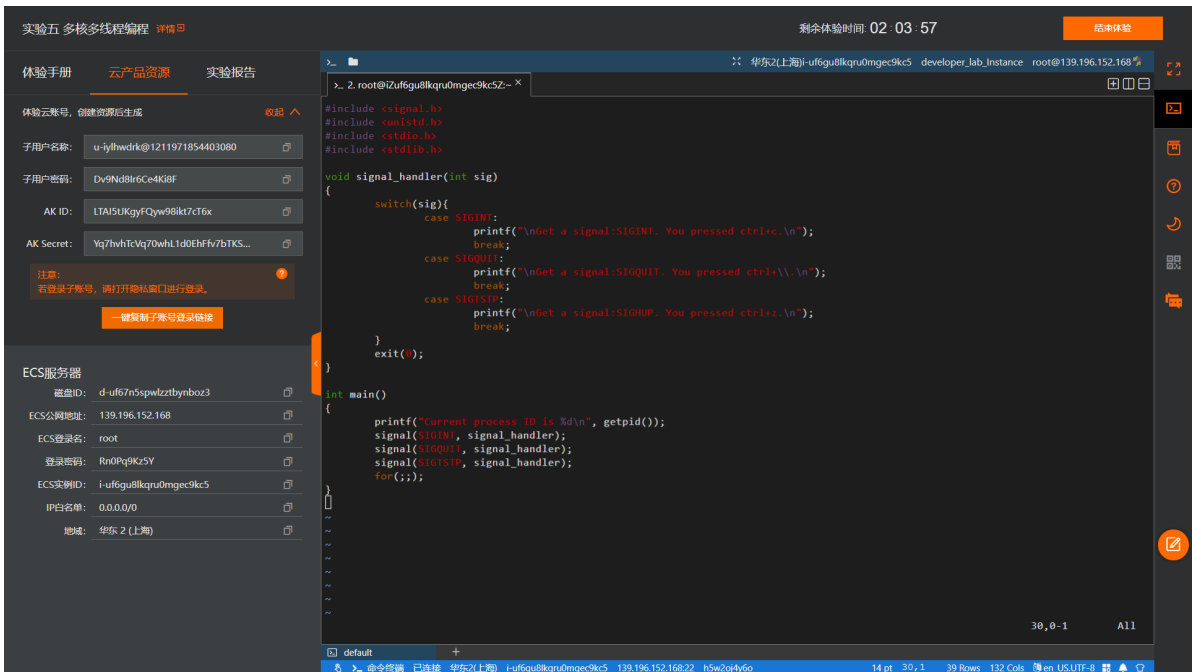 实验五 多核多线程编程 详情
剩余体验时间: 02 : 03 : 57
结束体验
体验手册 云产品资源 实验报告
体验云账号，创建资源后生成 收起
子用户名称: u-iylhwdrk@1211971854403080
子用户密码: Dv9Nd8Ir6Ce4Ki8F
AK ID: LTAI5tJKgyFQyw98ikt7cT6x
AK Secret: Yq7hvhTcVq70whL1d0EhFfv7bTKS...
注意:
若登录子账号，请打开隐私窗口进行登录。
一键复制子账号登录链接
ECS服务器
磁盘ID: d-uf67n5spwlzztbynboz3
ECS公网地址: 139.196.152.168
ECS登录名: root
登录密码: Rn0Pq9Kz5Y
ECS实例ID: i-uf6gu8lkqru0mgec9kc5
IP白名单: 0.0.0.0/0
地域: 华东 2 (上海)
华东2(上海)i-uf6gu8lkqru0mgec9kc5 developer_lab_Instance root@139.196.152.168
2. root@iZuf6gu8lkqru0mgec9kc5Z:~ ×
#include <signal.h>
#include <unistd.h>
#include <stdio.h>
#include <stdlib.h>
void signal_handler(int sig)
{
switch(sig){
case SIGINT:
printf("\nGet a signal:SIGINT. You pressed ctrl+c.\n");
break;
case SIGQUIT:
printf("\nGet a signal:SIGQUIT. You pressed ctrl+\\.\n");
break;
case SIGTSTP:
printf("\nGet a signal:SIGHUP. You pressed ctrl+z.\n");
break;
}
exit(0);
}
int main()
{
printf("Current process ID is %d\n", getpid());
signal(SIGINT, signal_handler);
signal(SIGQUIT, signal_handler);
signal(SIGTSTP, signal_handler);
for(;;);
}
~
~
~
~
~
~
~
~
30,0-1 All
default +
命令终端 已连接 华东2(上海) i-uf6gu8lkqru0mgec9kc5 139.196.152.168:22 h5w2oj4y6o 14 pt 30,1 39 Rows 132 Cols en_US.UTF-8